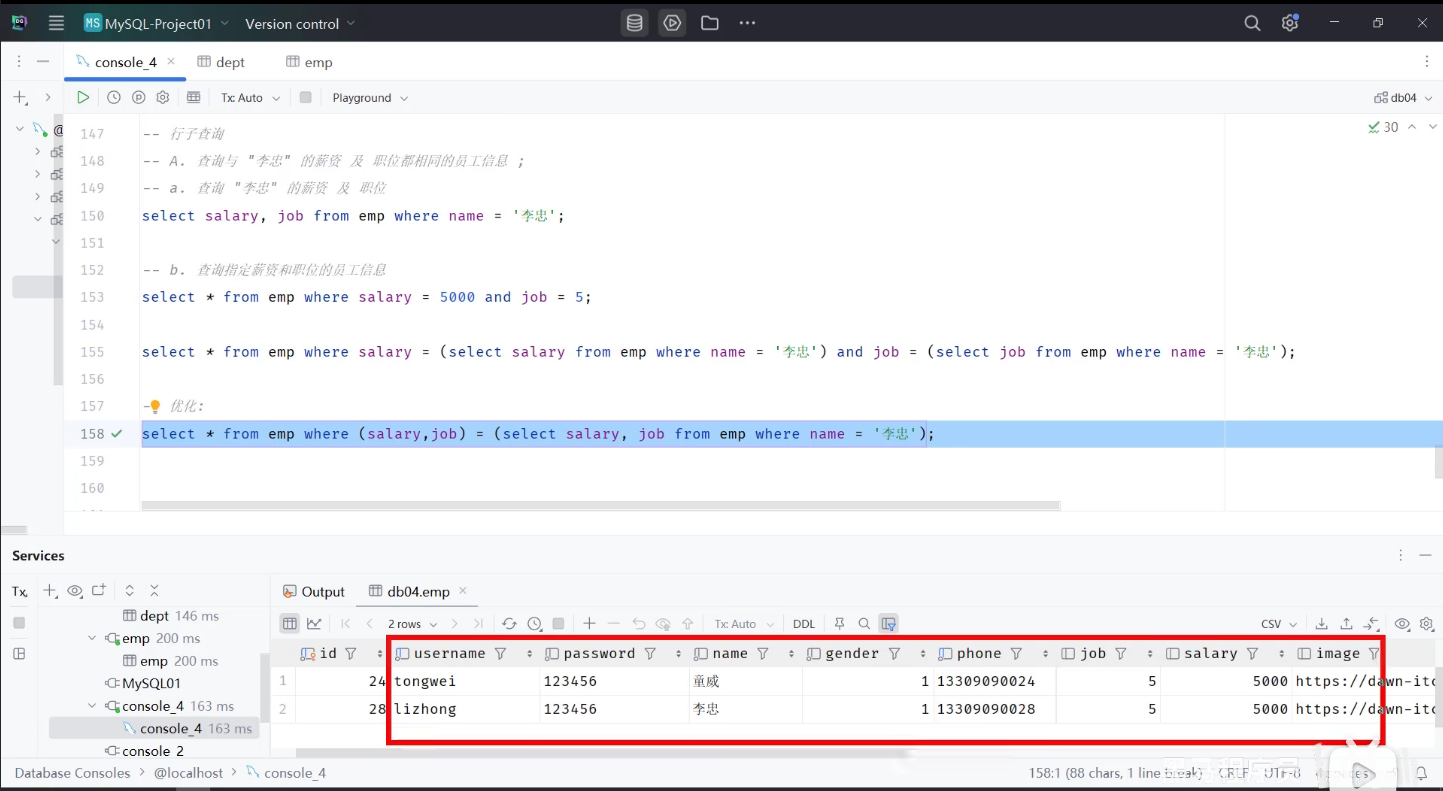 MS MySQL-Project01 Version control
console_4 dept emp
Tx: Auto Playground db04
@
30
147 -- 行子查询
148 -- A. 查询与 "李忠" 的薪资 及 职位都相同的员工信息 ;
149 -- a. 查询 "李忠" 的薪资 及 职位
150 select salary, job from emp where name = '李忠';
151
152 -- b. 查询指定薪资和职位的员工信息
153 select * from emp where salary = 5000 and job = 5;
154
155 select * from emp where salary = (select salary from emp where name = '李忠') and job = (select job from emp where name = '李忠');
156
157 - 优化:
158 select * from emp where (salary,job) = (select salary, job from emp where name = '李忠');
159
160
Services
Tx Output db04.emp
dept 146 ms
emp 200 ms
emp 200 ms
MySQL01
console_4 163 ms
console_4 163 ms
console_2
2 rows Tx: Auto DDL CSV
id username password name gender phone job salary image
1 24 tongwei 123456 童威 1 13309090024 5 5000 https://dawn-itc
2 28 lizhong 123456 李忠 1 13309090028 5 5000 https://dawn-itc
Database Consoles @localhost console_4 158:1 (88 chars, 1 line break) CRLF UTF-8 4 spaces